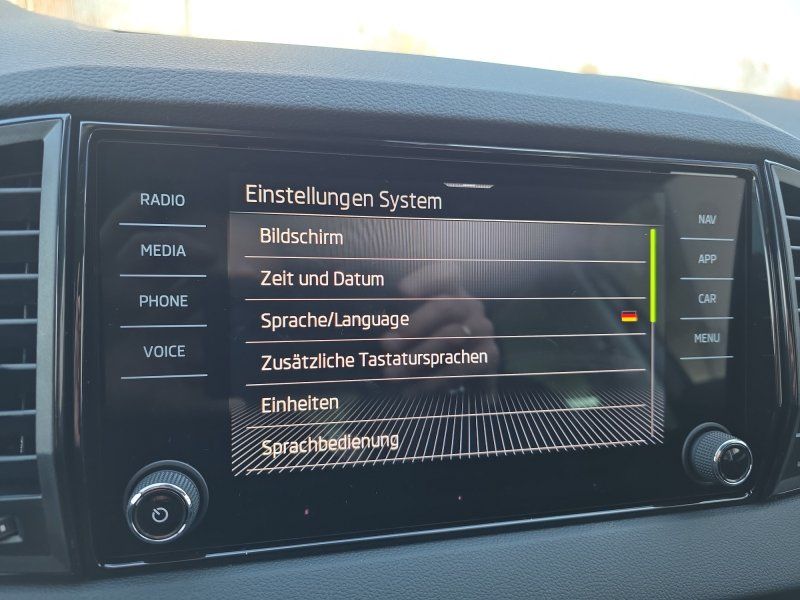 Einstellungen System
RADIO
MEDIA
PHONE
VOICE
Bildschirm
Zeit und Datum
Sprache/Language
Zusätzliche Tastatursprachen
Einheiten
Sprachbedienung
NAV
APP
CAR
MENU